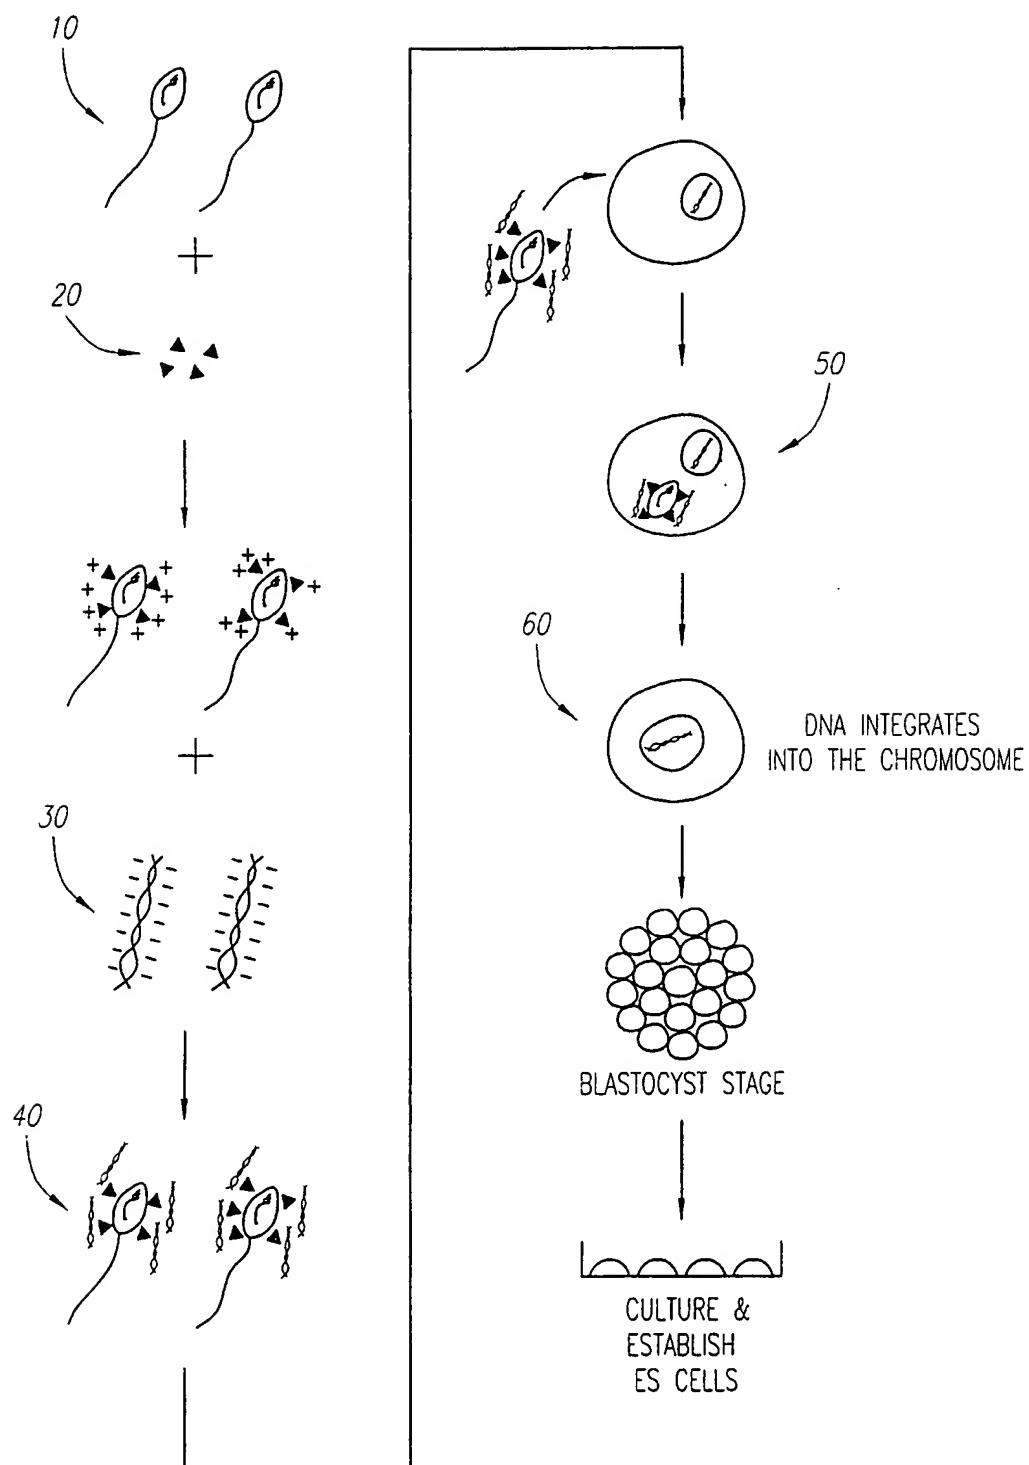 10
20
30
40
50
60
DNA INTEGRATES
INTO THE CHROMOSOME
BLASTOCYST STAGE
CULTURE &
ESTABLISH
ES CELLS